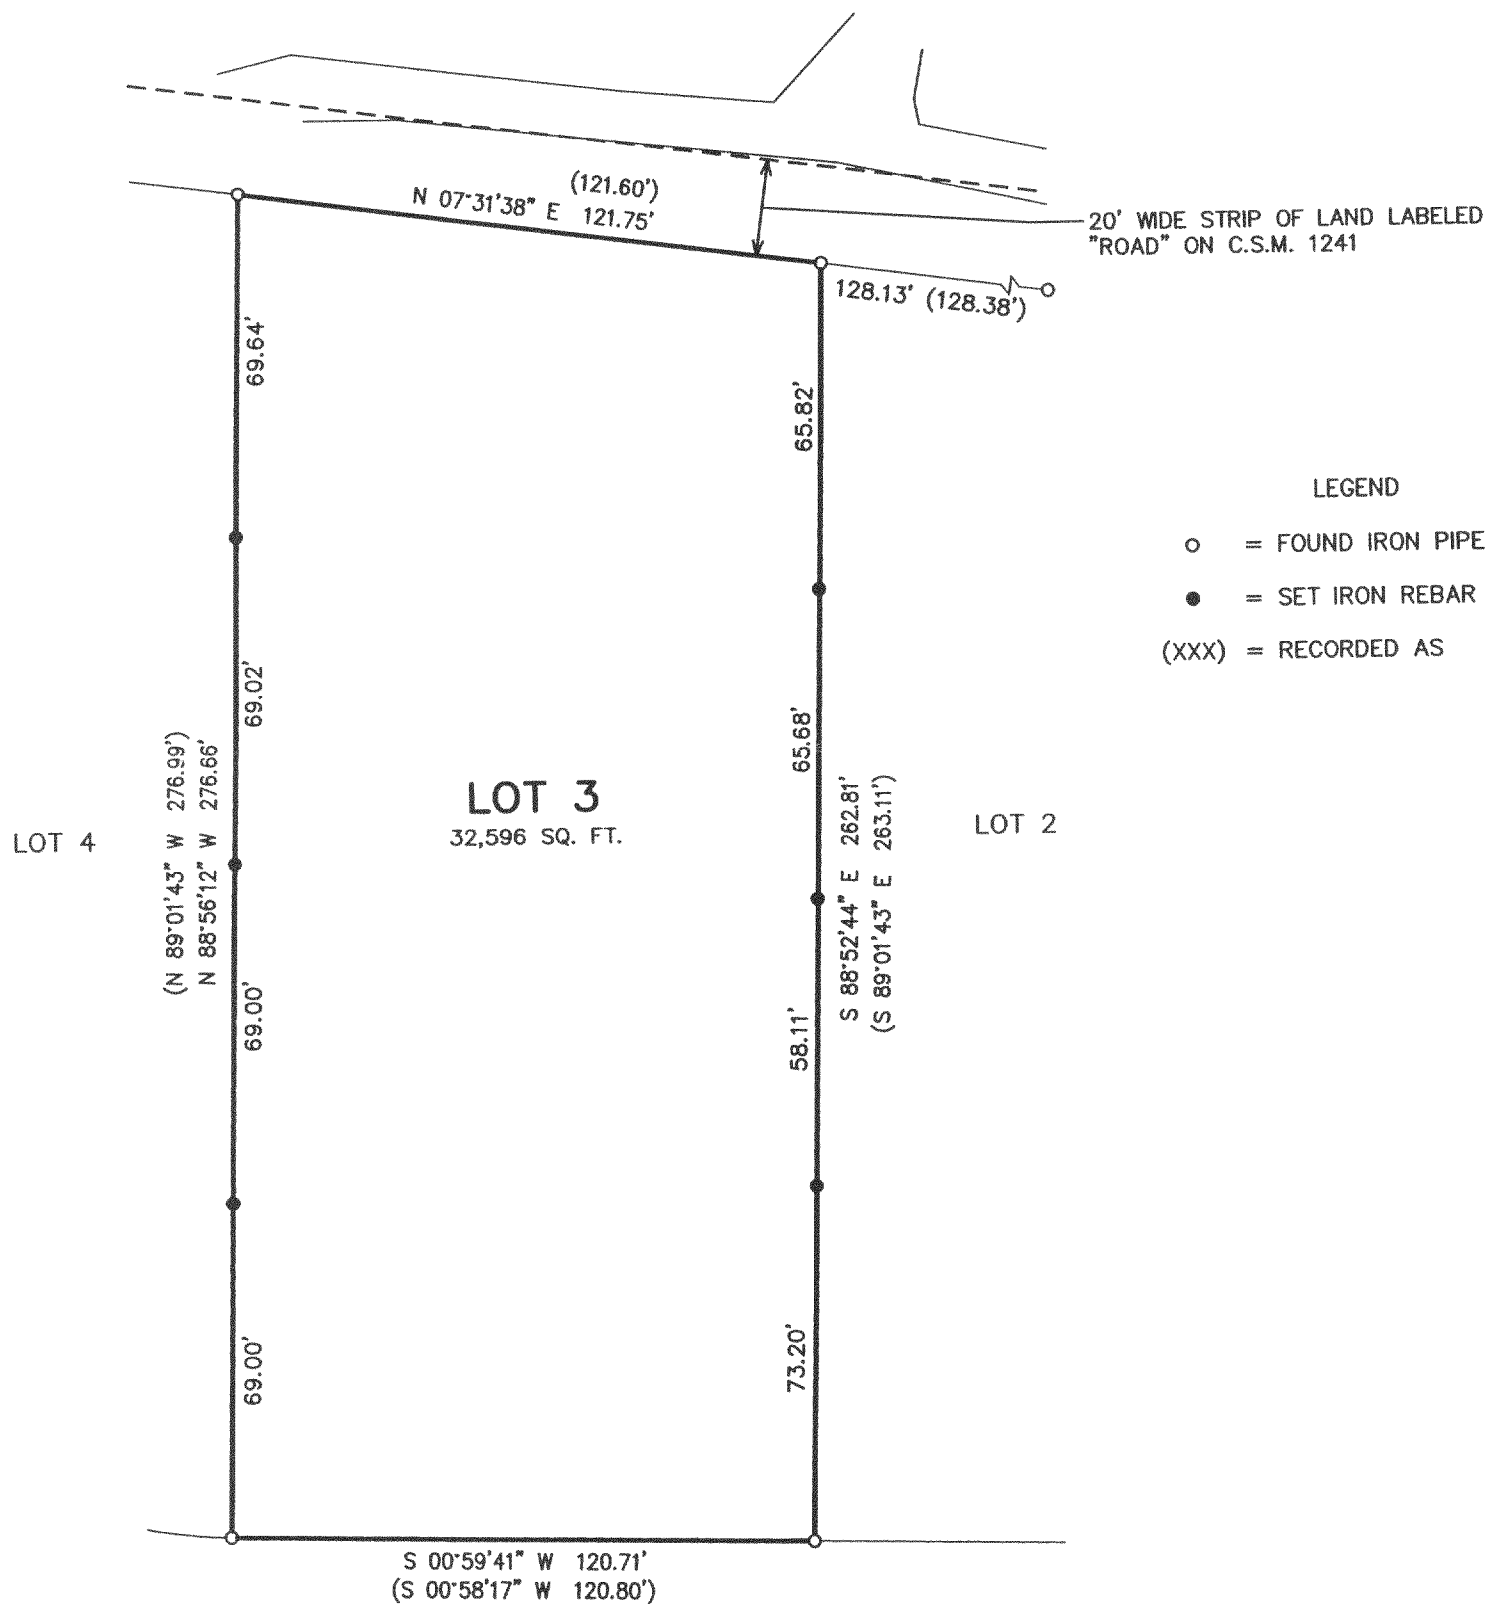 (121.60')
N 07°31'38" E 121.75'
20' WIDE STRIP OF LAND LABELED
"ROAD" ON C.S.M. 1241
128.13' (128.38')
69.64'
65.82'
LEGEND
= FOUND IRON PIPE
= SET IRON REBAR
(XXX) = RECORDED AS
69.02'
65.68'
(N 89°01'43" W 276.99')
N 88°56'12" W 276.66'
LOT 3
32,596 SQ. FT.
LOT 4
S 88°52'44" E 262.81'
(S 89°01'43" E 263.11')
LOT 2
69.00'
58.11'
69.00'
73.20'
S 00°59'41" W 120.71'
(S 00°58'17" W 120.80')